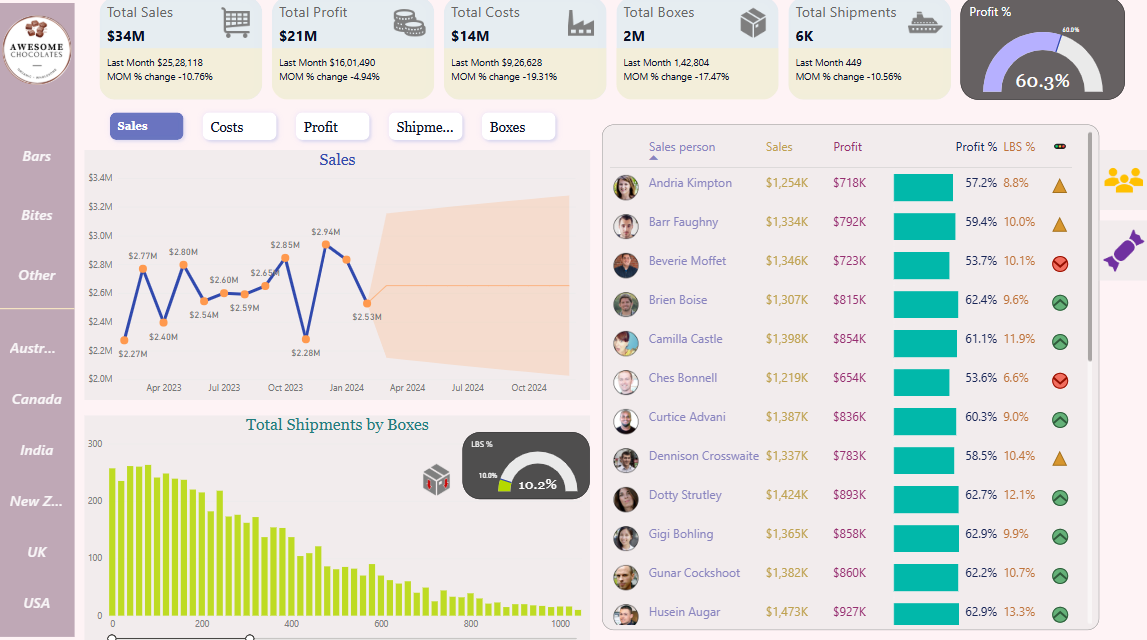 AWESOME
CHOCOLATES
Bars
Bites
Other
Austr...
Canada
India
New Z...
UK
USA
Total Sales
$34M
Last Month $25,28,118
MOM % change -10.76%
Total Profit
$21M
Last Month $16,01,490
MOM % change -4.94%
Total Costs
$14M
Last Month $9,26,628
MOM % change -19.31%
Total Boxes
2M
Last Month 1,42,804
MOM % change -17.47%
Total Shipments
6K
Last Month 449
MOM % change -10.56%
Profit %
60.0%
60.3%
Sales
Costs
Profit
Shipme...
Boxes
Sales
$3.4M
$3.2M
$3.0M
$2.8M
$2.6M
$2.4M
$2.2M
$2.0M
$2.27M
$2.77M
$2.40M
$2.80M
$2.54M
$2.60M
$2.59M
$2.65M
$2.85M
$2.28M
$2.94M
$2.53M
Apr 2023
Jul 2023
Oct 2023
Jan 2024
Apr 2024
Jul 2024
Oct 2024
Total Shipments by Boxes
300
200
100
0
0
200
400
600
800
1000
LBS %
10.0%
10.2%
Sales person Sales Profit Profit % LBS %
Andria Kimpton $1,254K $718K 57.2% 8.8%
Barr Faughny $1,334K $792K 59.4% 10.0%
Beverie Moffet $1,346K $723K 53.7% 10.1%
Brien Boise $1,307K $815K 62.4% 9.6%
Camilla Castle $1,398K $854K 61.1% 11.9%
Ches Bonnell $1,219K $654K 53.6% 6.6%
Curtice Advani $1,387K $836K 60.3% 9.0%
Dennison Crosswaite $1,337K $783K 58.5% 10.4%
Dotty Strutley $1,424K $893K 62.7% 12.1%
Gigi Bohling $1,365K $858K 62.9% 9.9%
Gunar Cockshoot $1,382K $860K 62.2% 10.7%
Husein Augar $1,473K $927K 62.9% 13.3%